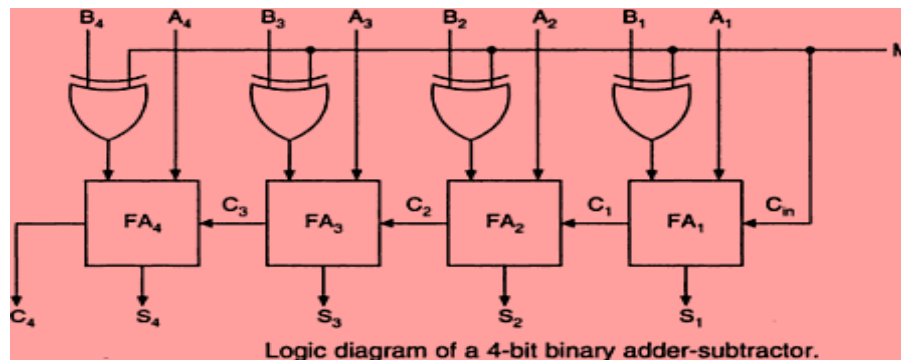 B₄ A₄ B₃ A₃ B₂ A₂ B₁ A₁
M
C₃ C₂ C₁ Cin
FA₄ FA₃ FA₂ FA₁
C₄ S₄ S₃ S₂ S₁
Logic diagram of a 4-bit binary adder-subtractor.